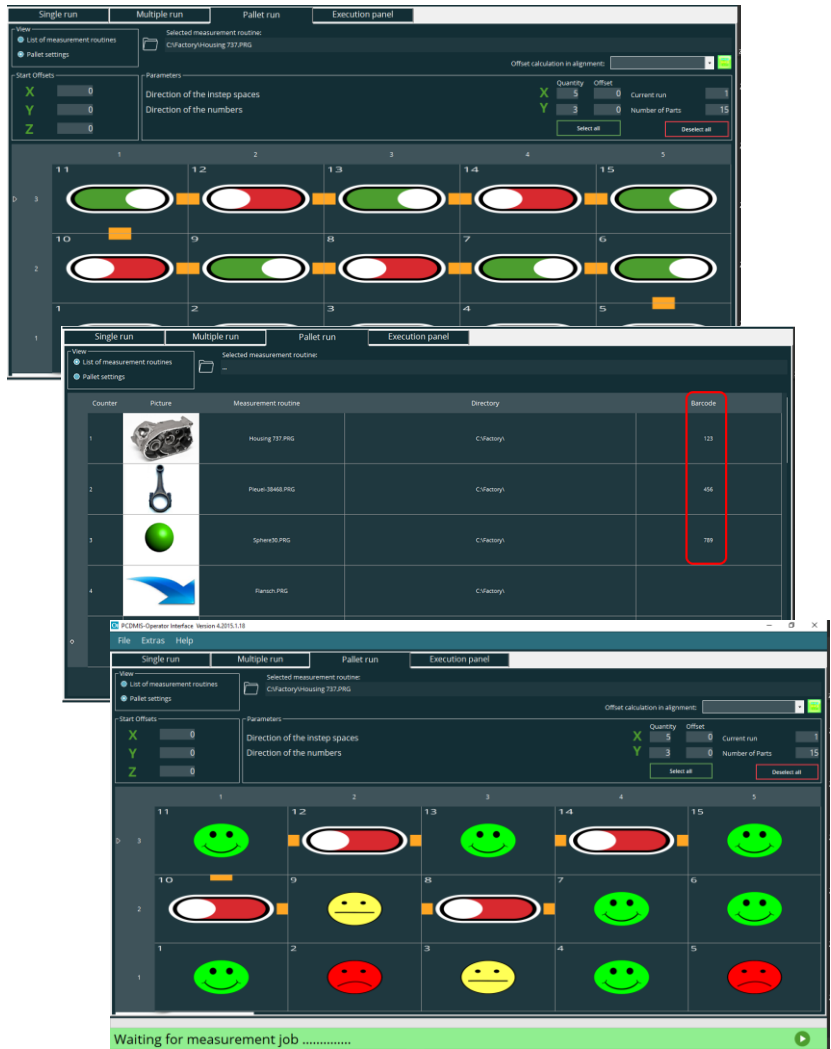 Single run Multiple run Pallet run Execution panel
View
List of measurement routines
Pallet settings
Selected measurement routine:
C:\Factory\Housing 737.PRG
Offset calculation in alignment:
Start Offsets
X 0
Y 0
Z 0
Parameters
Direction of the instep spaces
Direction of the numbers
Quantity Offset
X 5 0 Current run 1
Y 3 0 Number of Parts 15
Select all Deselect all
1 2 3 4 5
11 12 13 14 15
3
10 9 8 7 6
2
1 2 3 4 5
1
Single run Multiple run Pallet run Execution panel
View
List of measurement routines
Pallet settings
Selected measurement routine:
...
Counter Picture Measurement routine Directory Barcode
1 Housing 737.PRG C:\Factory\ 123
2 Pleuel-38468.PRG C:\Factory\ 456
3 Sphere30.PRG C:\Factory\ 789
4 Flansch.PRG C:\Factory\
PCDMIS-Operator Interface Version 4.2015.1.18
File Extras Help
Single run Multiple run Pallet run Execution panel
View
List of measurement routines
Pallet settings
Selected measurement routine:
C:\Factory\Housing 737.PRG
Offset calculation in alignment:
Start Offsets
X 0
Y 0
Z 0
Parameters
Direction of the instep spaces
Direction of the numbers
Quantity Offset
X 5 0 Current run 1
Y 3 0 Number of Parts 15
Select all Deselect all
1 2 3 4 5
11 12 13 14 15
3
10 9 8 7 6
2
1 2 3 4 5
1
Waiting for measurement job ..............